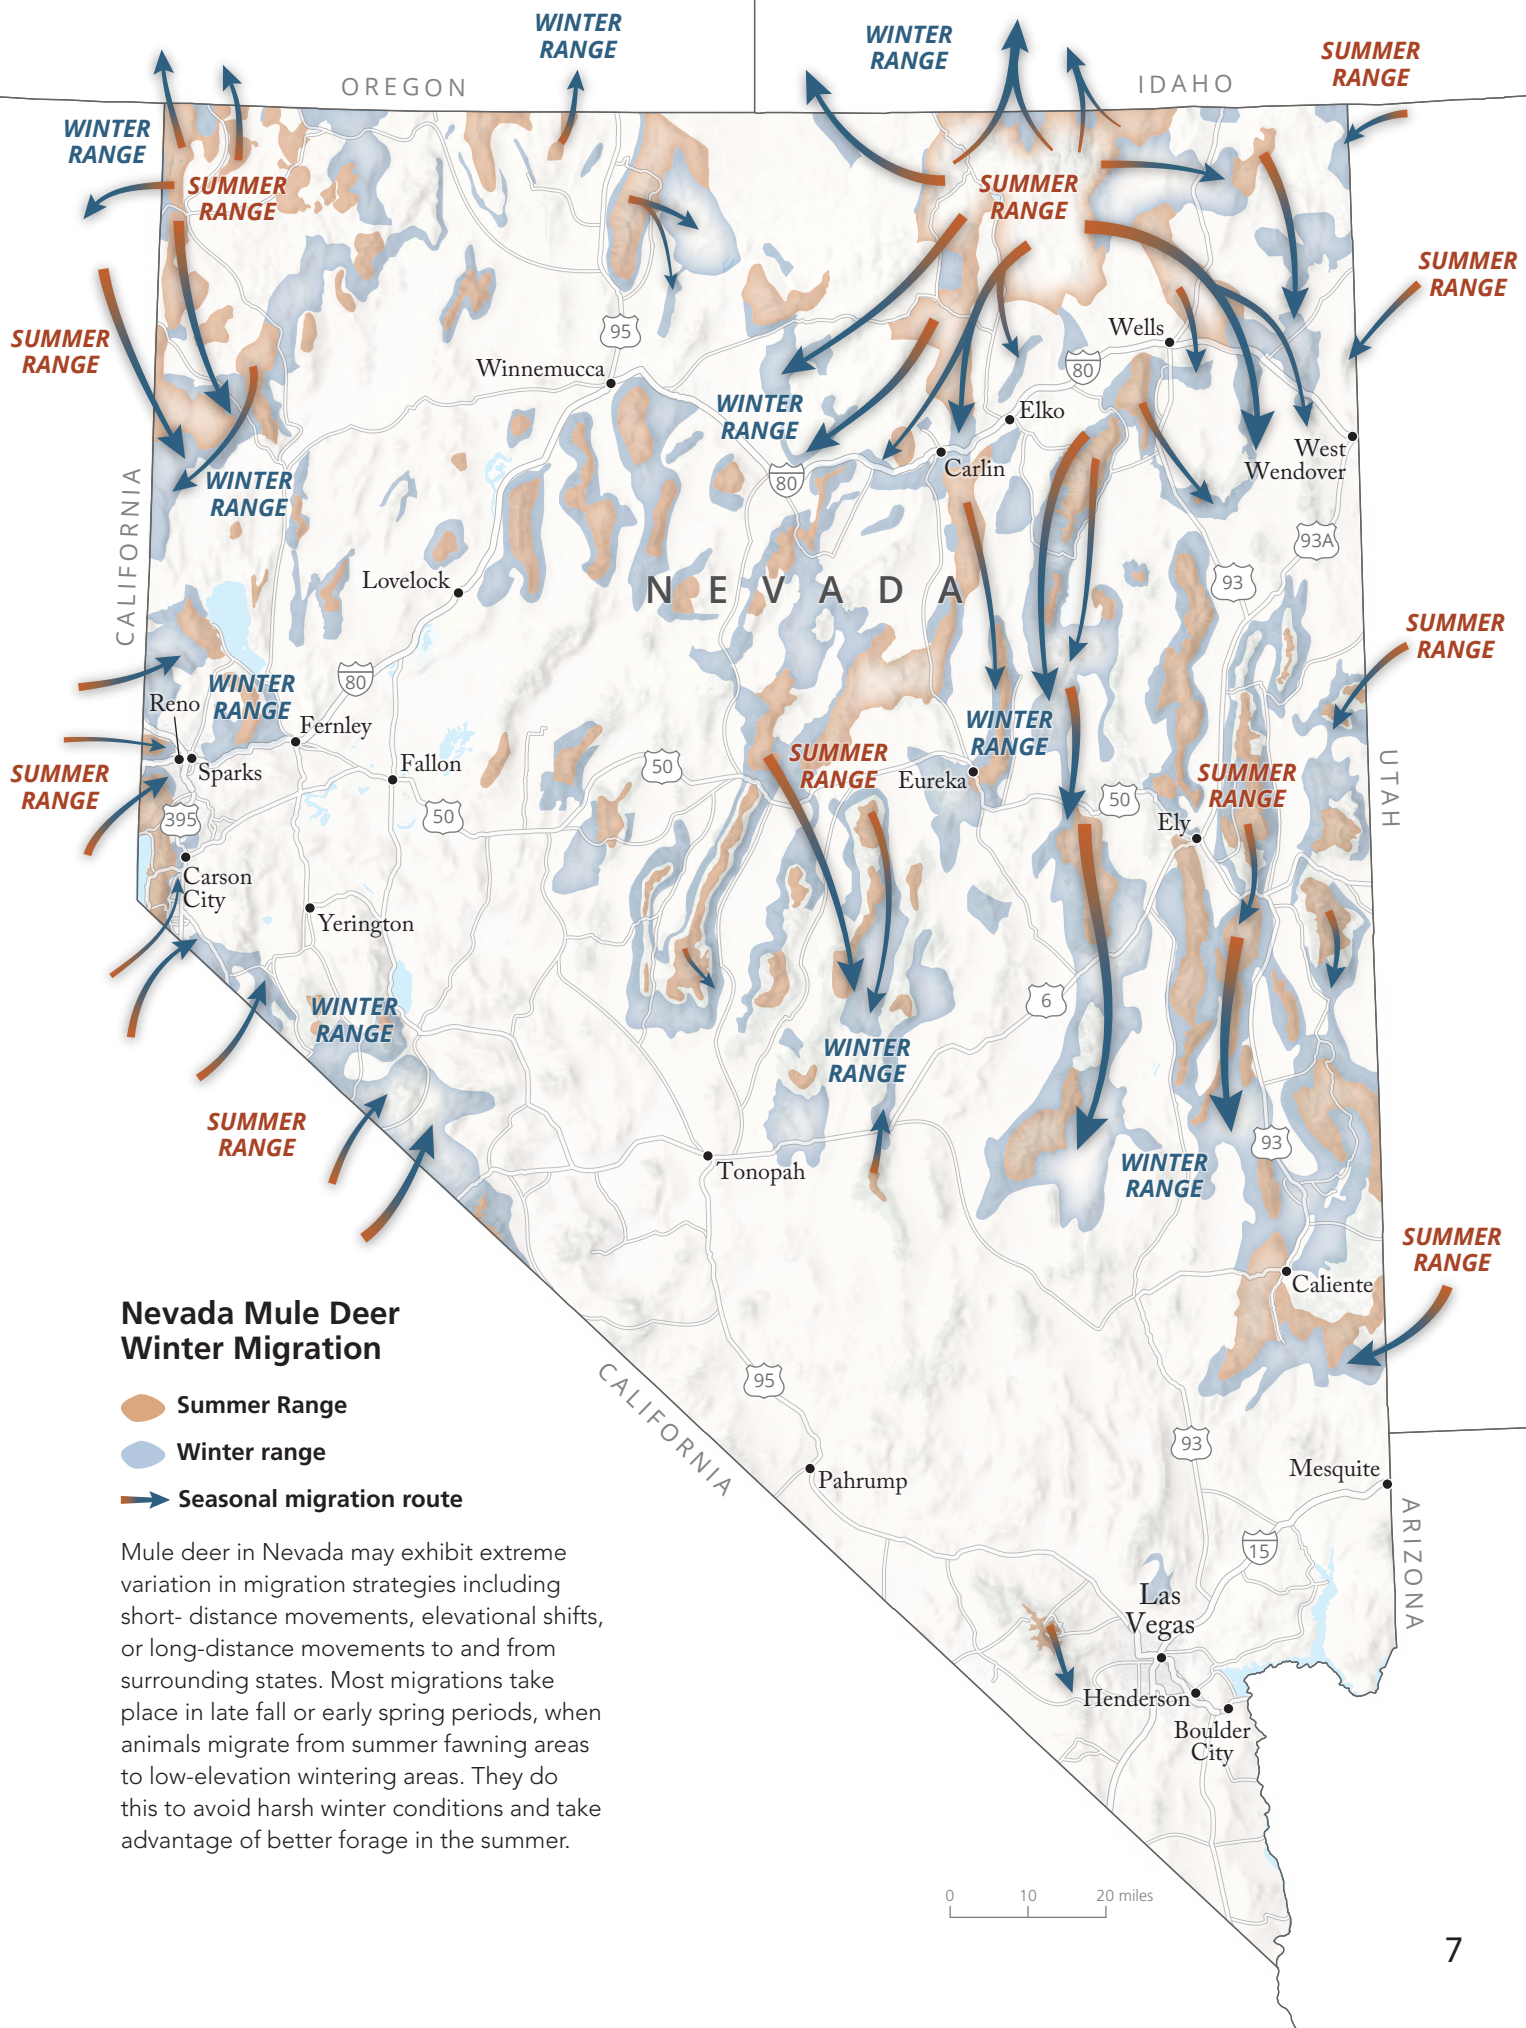 WINTER
RANGE
WINTER
RANGE
SUMMER
RANGE
OREGON
IDAHO
WINTER
RANGE
SUMMER
RANGE
SUMMER
RANGE
SUMMER
RANGE
SUMMER
RANGE
95
Wells
Winnemucca
80
WINTER
RANGE
Elko
West
Wendover
Carlin
WINTER
RANGE
80
CALIFORNIA
93A
Lovelock
NEVADA
93
SUMMER
RANGE
80
WINTER
RANGE
Reno
Fernley
WINTER
RANGE
SUMMER
RANGE
Sparks
Fallon
50
SUMMER
RANGE
Eureka
SUMMER
RANGE
UTAH
395
50
50
Ely
Carson
City
Yerington
6
WINTER
RANGE
WINTER
RANGE
SUMMER
RANGE
93
Tonopah
WINTER
RANGE
SUMMER
RANGE
Caliente
Nevada Mule Deer
Winter Migration
Summer Range
Winter range
Seasonal migration route
CALIFORNIA
95
93
Pahrump
Mesquite
ARIZONA
15
Las
Vegas
Henderson
Boulder
City
Mule deer in Nevada may exhibit extreme
variation in migration strategies including
short- distance movements, elevational shifts,
or long-distance movements to and from
surrounding states. Most migrations take
place in late fall or early spring periods, when
animals migrate from summer fawning areas
to low-elevation wintering areas. They do
this to avoid harsh winter conditions and take
advantage of better forage in the summer.
0 10 20 miles
7